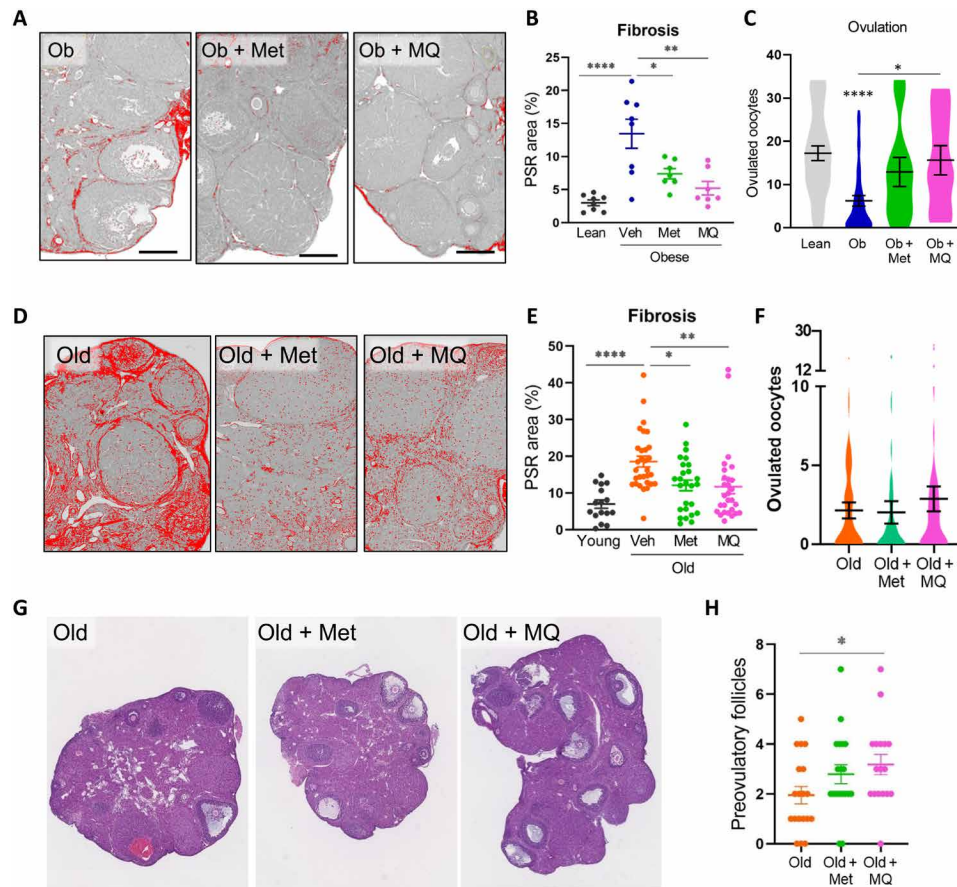 A
Ob
Ob + Met
Ob + MQ
B
Fibrosis
****
**
*
PSR area (%)
25
20
15
10
5
0
Lean
Veh
Met
MQ
Obese
C
Ovulation
*
****
Ovulated oocytes
40
30
20
10
0
Lean
Ob
Ob +
Met
Ob +
MQ
D
Old
Old + Met
Old + MQ
E
Fibrosis
****
**
*
PSR area (%)
50
40
30
20
10
0
Young
Veh
Met
MQ
Old
F
Ovulated oocytes
30
12
10
5
0
Old
Old +
Met
Old +
MQ
G
Old
Old + Met
Old + MQ
H
*
Preovulatory follicles
8
6
4
2
0
Old
Old +
Met
Old +
MQ